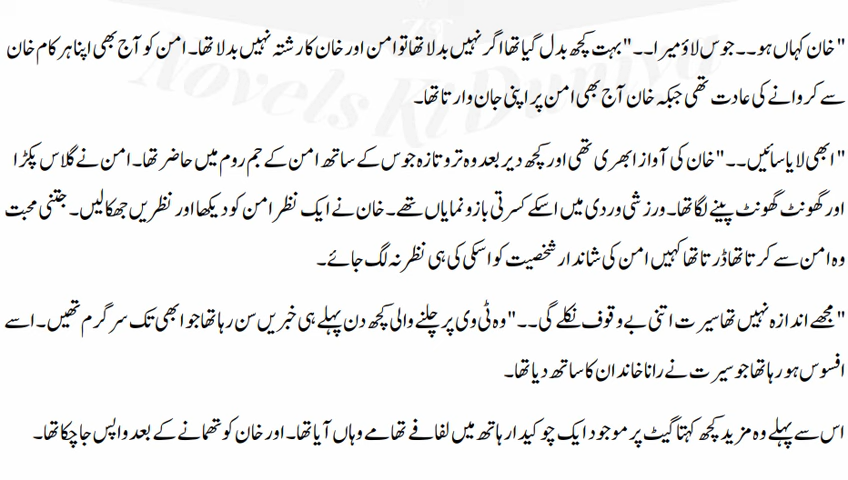 "خان کہاں ہو۔۔ جوس لاؤ میرا۔۔" بہت کچھ بدل گیا تھا اگر نہیں بدلا تھا تو امن اور خان کا رشتہ نہیں بدلا تھا۔ امن کو آج بھی اپنا ہر کام خان
سے کروانے کی عادت تھی جبکہ خان آج بھی امن پر اپنی جان وارتا تھا۔
"ابھی لایا سائیں۔۔" خان کی آواز ابھری تھی اور کچھ دیر بعد وہ تر و تازہ جوس کے ساتھ امن کے جم روم میں حاضر تھا۔ امن نے گلاس پکڑا
اور گھونٹ گھونٹ پینے لگا تھا۔ ورزشی وردی میں اسکے کسرتی بازو نمایاں تھے۔ خان نے ایک نظر امن کو دیکھا اور نظریں جھکا لیں۔ جتنی محبت
وہ امن سے کرتا تھا ڈرتا تھا کہیں امن کی شاندار شخصیت کو اسکی کی ہی نظر نہ لگ جائے۔
"مجھے اندازہ نہیں تھا سیرت اتنی بے وقوف نکلے گی۔۔" وہ ٹی وی پر چلنے والی کچھ دن پہلے ہی خبریں سن رہا تھا جو ابھی تک سر گرم تھیں۔ اسے
افسوس ہو رہا تھا جو سیرت نے رانا خاندان کا ساتھ دیا تھا۔
اس سے پہلے وہ مزید کچھ کہتا گیٹ پر موجود ایک چوکیدار ہاتھ میں لفافے تھامے وہاں آیا تھا۔ اور خان کو تھمانے کے بعد واپس جا چکا تھا۔
Novels Ki Duniya